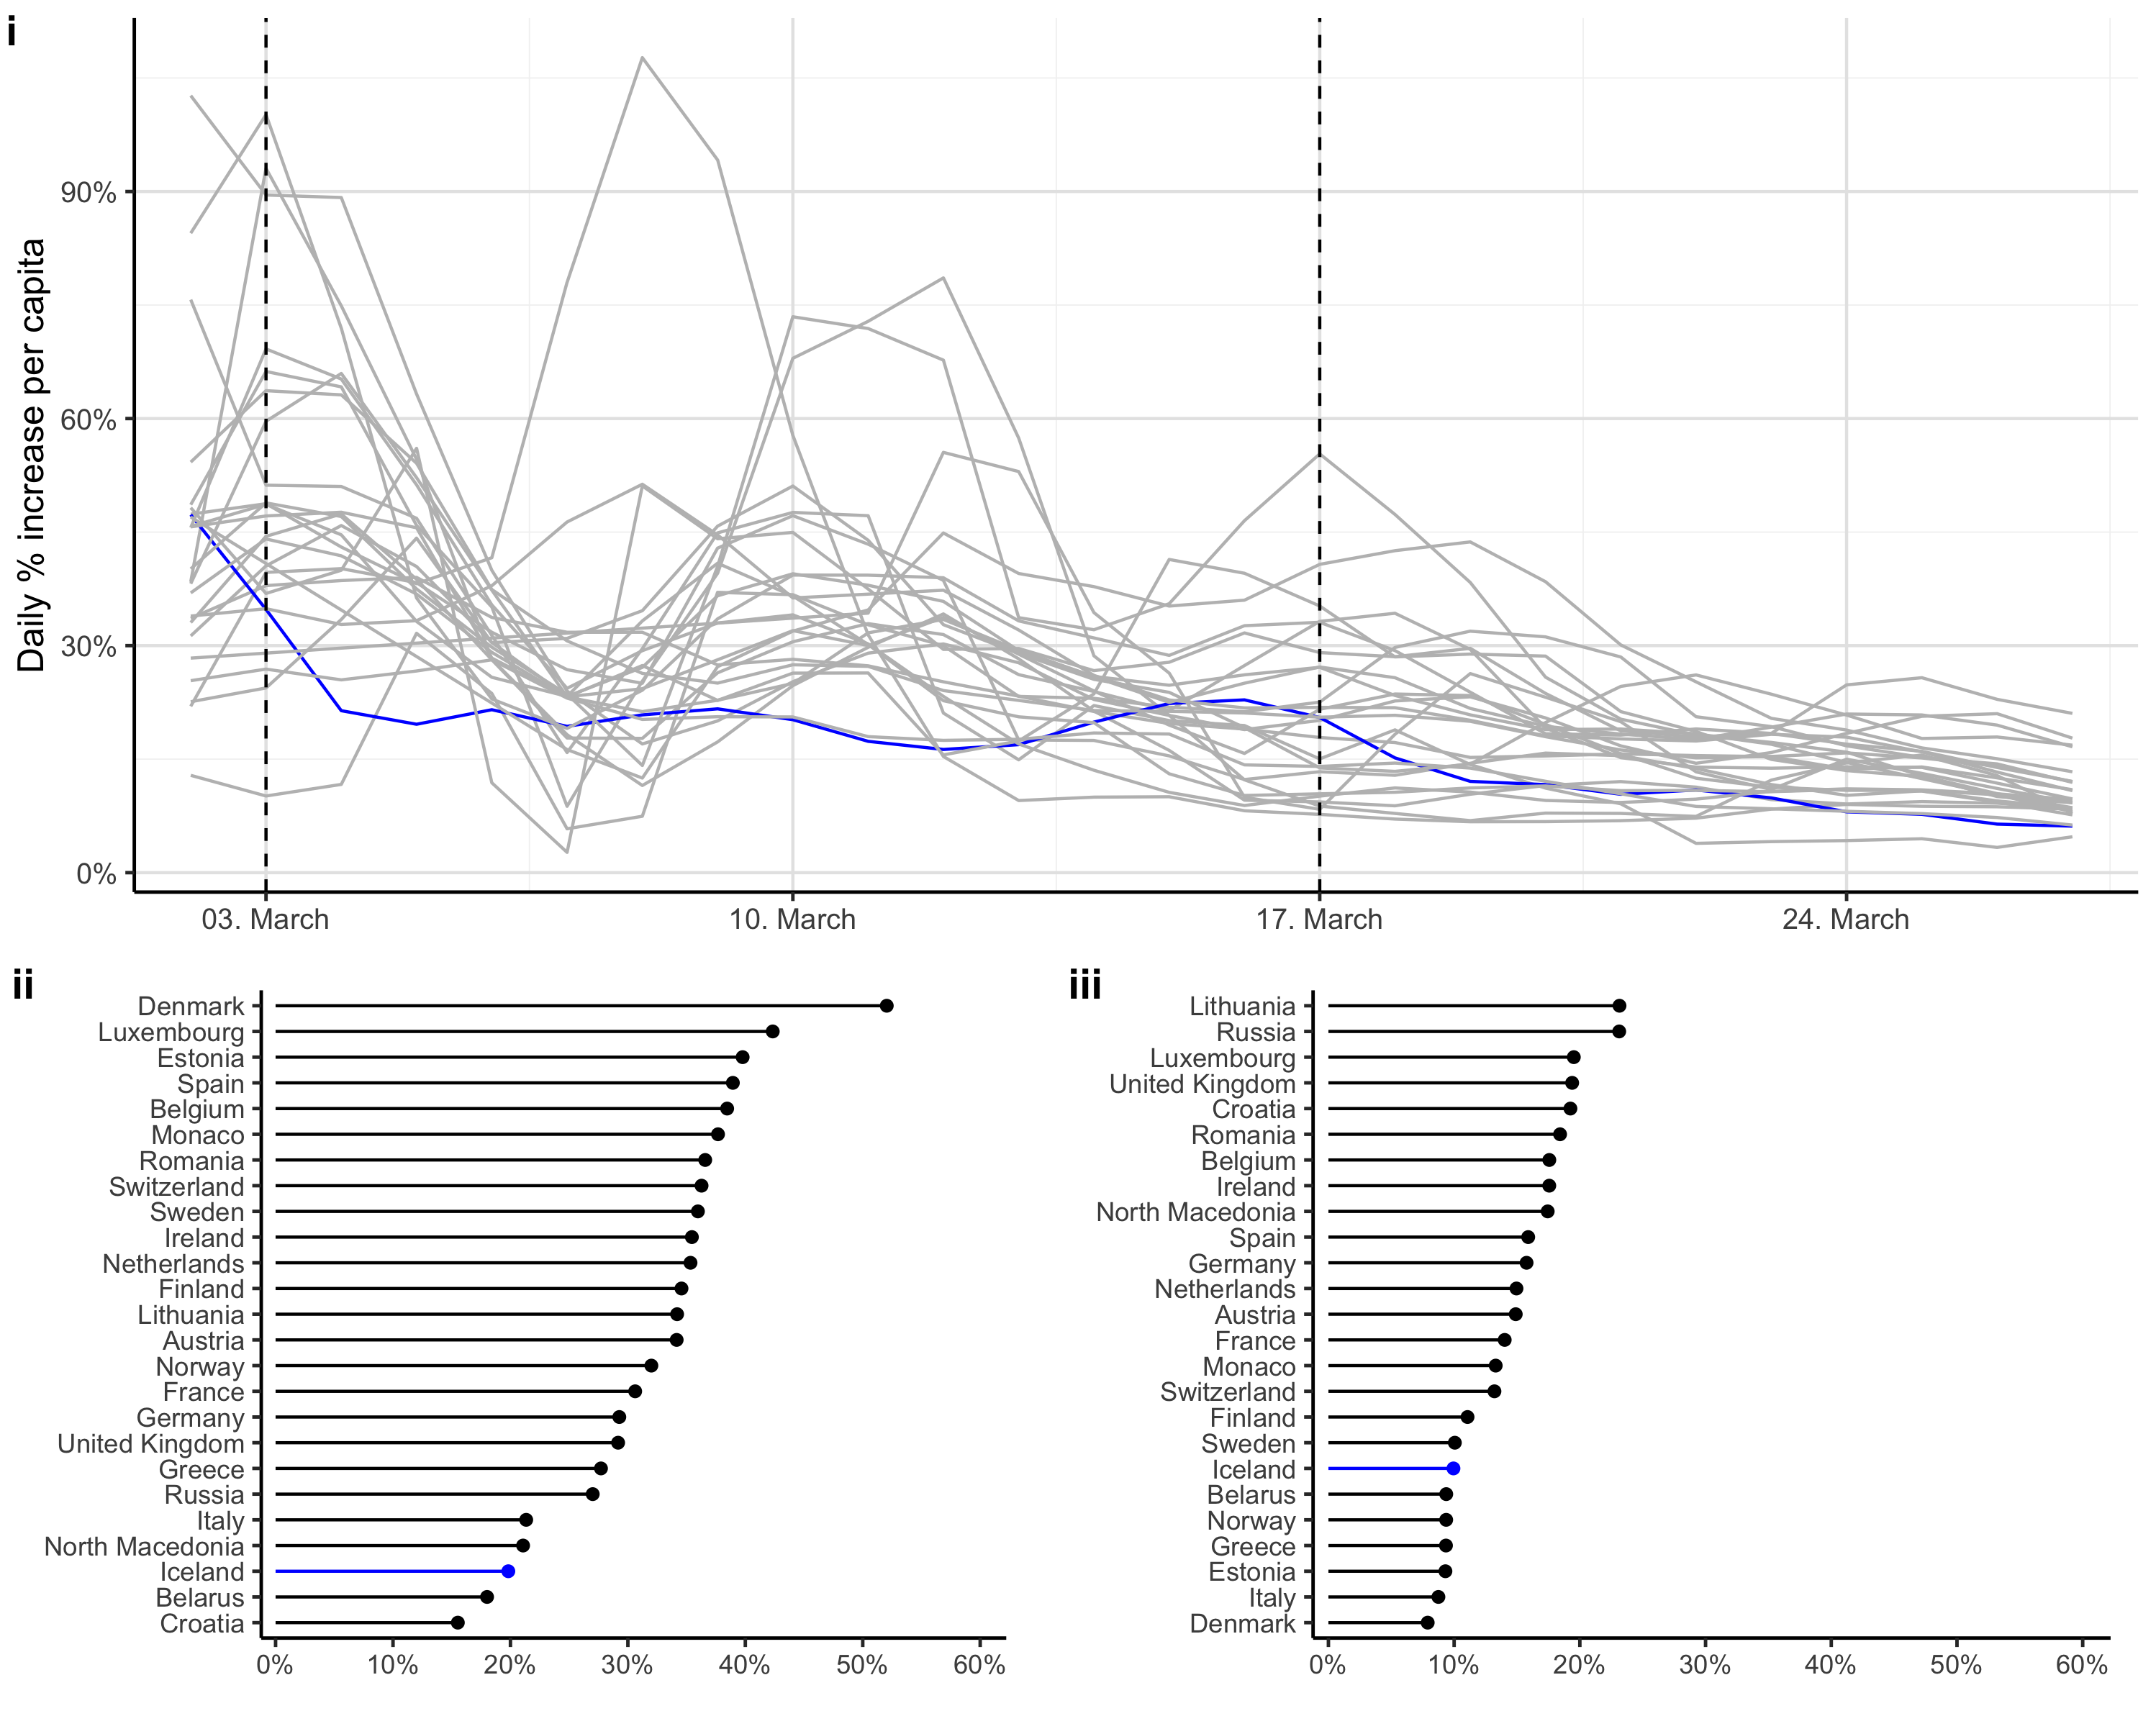 i
Daily % increase per capita
90%
60%
30%
0%
03. March
10. March
17. March
24. March
ii
Denmark
Luxembourg
Estonia
Spain
Belgium
Monaco
Romania
Switzerland
Sweden
Ireland
Netherlands
Finland
Lithuania
Austria
Norway
France
Germany
United Kingdom
Greece
Russia
Italy
North Macedonia
Iceland
Belarus
Croatia
0% 10% 20% 30% 40% 50% 60%
iii
Lithuania
Russia
Luxembourg
United Kingdom
Croatia
Romania
Belgium
Ireland
North Macedonia
Spain
Germany
Netherlands
Austria
France
Monaco
Switzerland
Finland
Sweden
Iceland
Belarus
Norway
Greece
Estonia
Italy
Denmark
0% 10% 20% 30% 40% 50% 60%